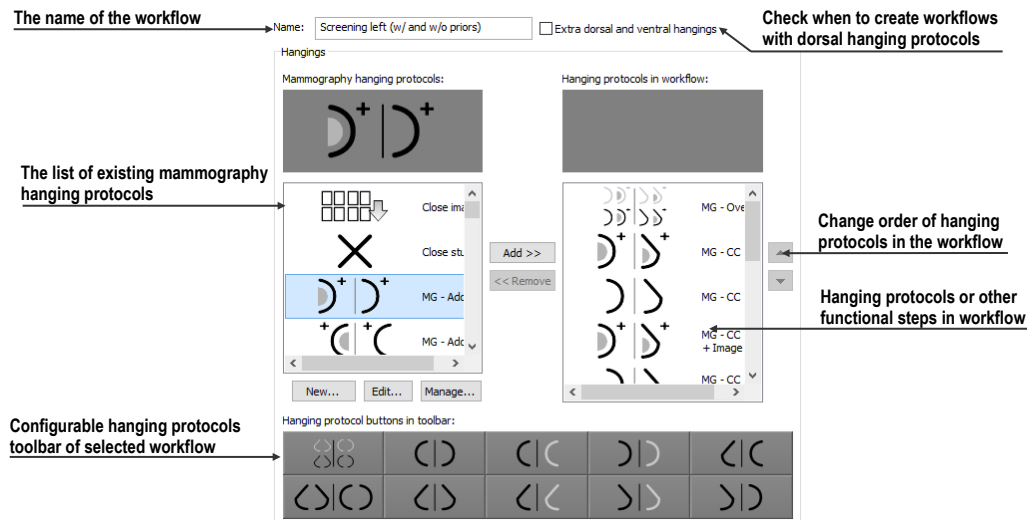 The name of the workflow
Name:
Screening left (w/ and w/o priors)
Extra dorsal and ventral hangings
Check when to create workflows
with dorsal hanging protocols
Hangings
Mammography hanging protocols:
Hanging protocols in workflow:
The list of existing mammography
hanging protocols
Close ima
Close stu
MG - Add
MG - Add
Add >>
<< Remove
MG - Ove
MG - CC
MG - CC
MG - CC
+ Image
MG - CC
Change order of hanging
protocols in the workflow
Hanging protocols or other
functional steps in workflow
New...
Edit...
Manage...
Configurable hanging protocols
toolbar of selected workflow
Hanging protocol buttons in toolbar: